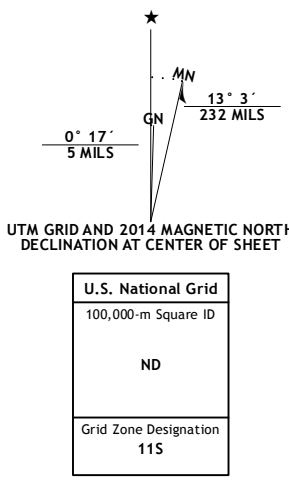 ★
MN
GN
13° 3´
232 MILS
0° 17´
5 MILS
UTM GRID AND 2014 MAGNETIC NORTH
DECLINATION AT CENTER OF SHEET
U.S. National Grid
100,000-m Square ID
ND
Grid Zone Designation
11S